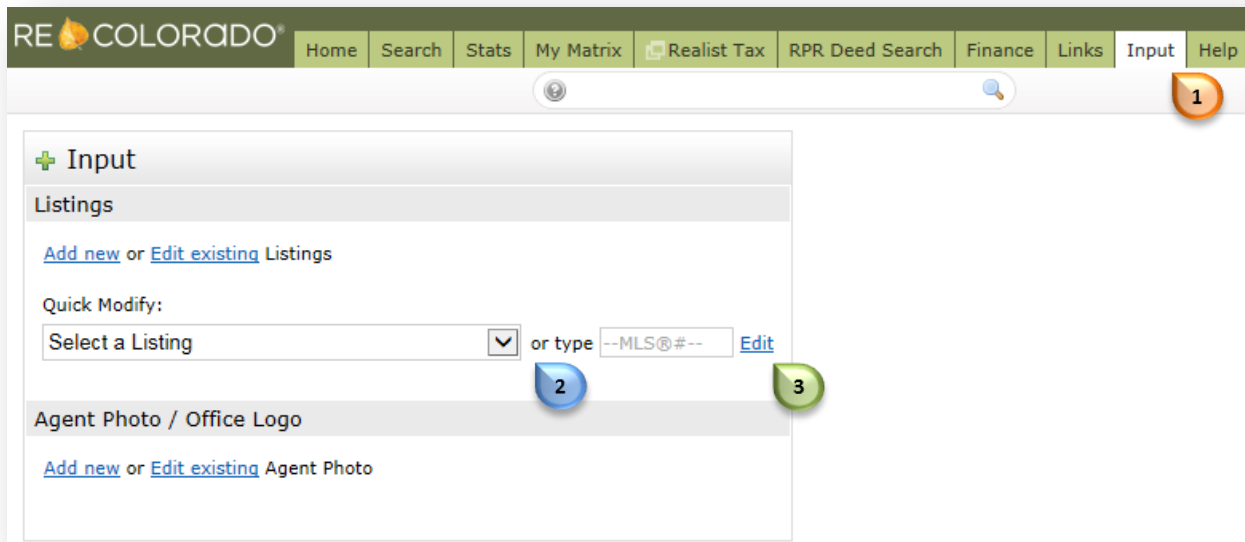 RE COLORADO®
Home Search Stats My Matrix Realist Tax RPR Deed Search Finance Links Input Help
?
1
Input
Listings
Add new or Edit existing Listings
Quick Modify:
Select a Listing or type --MLS®#-- Edit
2 3
Agent Photo / Office Logo
Add new or Edit existing Agent Photo